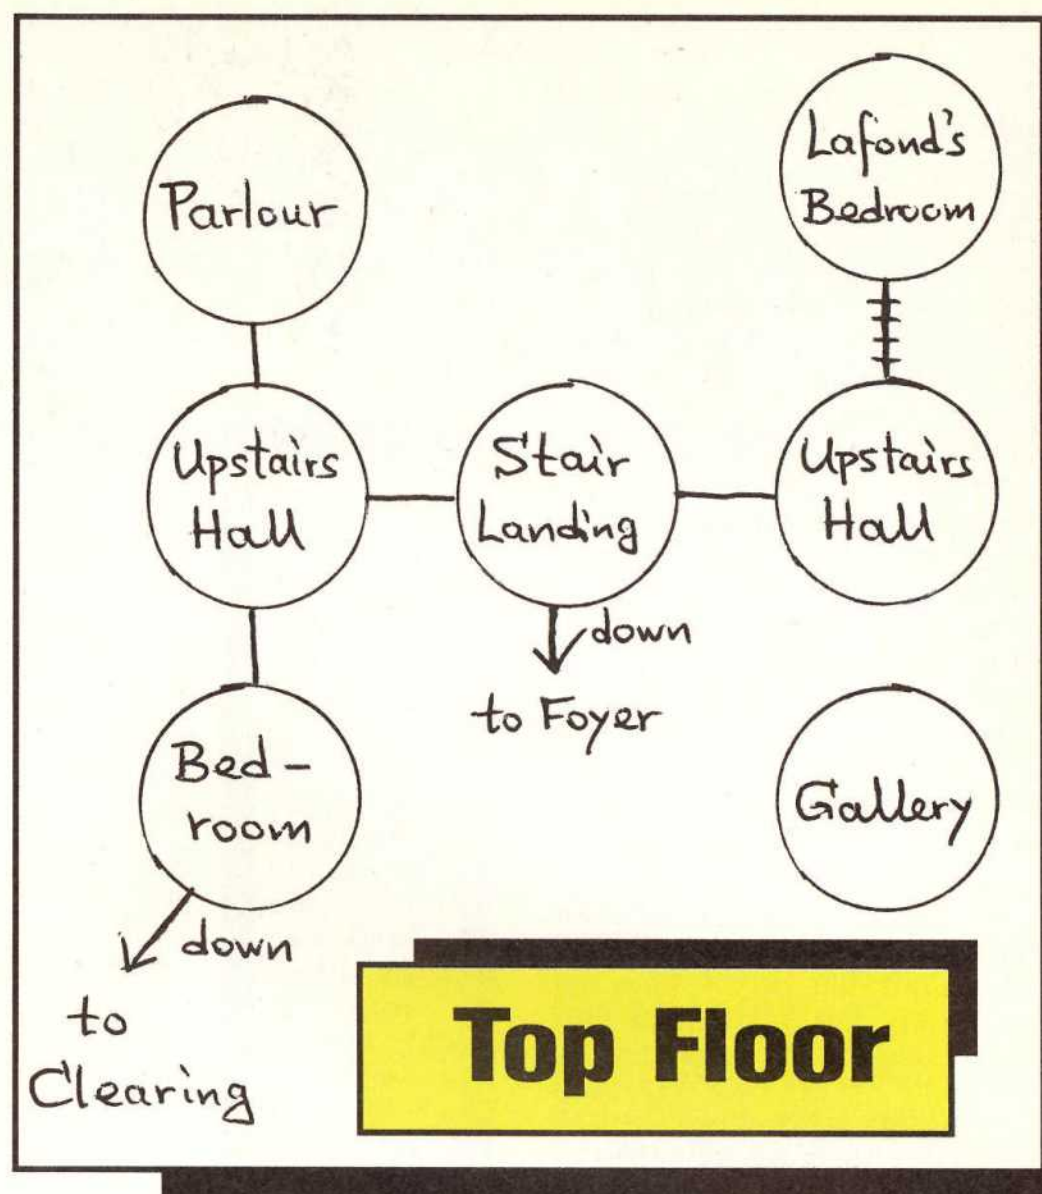 Parlour
Lafond's
Bedroom
Upstairs
Hall
Stair
Landing
Upstairs
Hall
down
to Foyer
Bed-
room
Gallery
down
to
Clearing
Top Floor